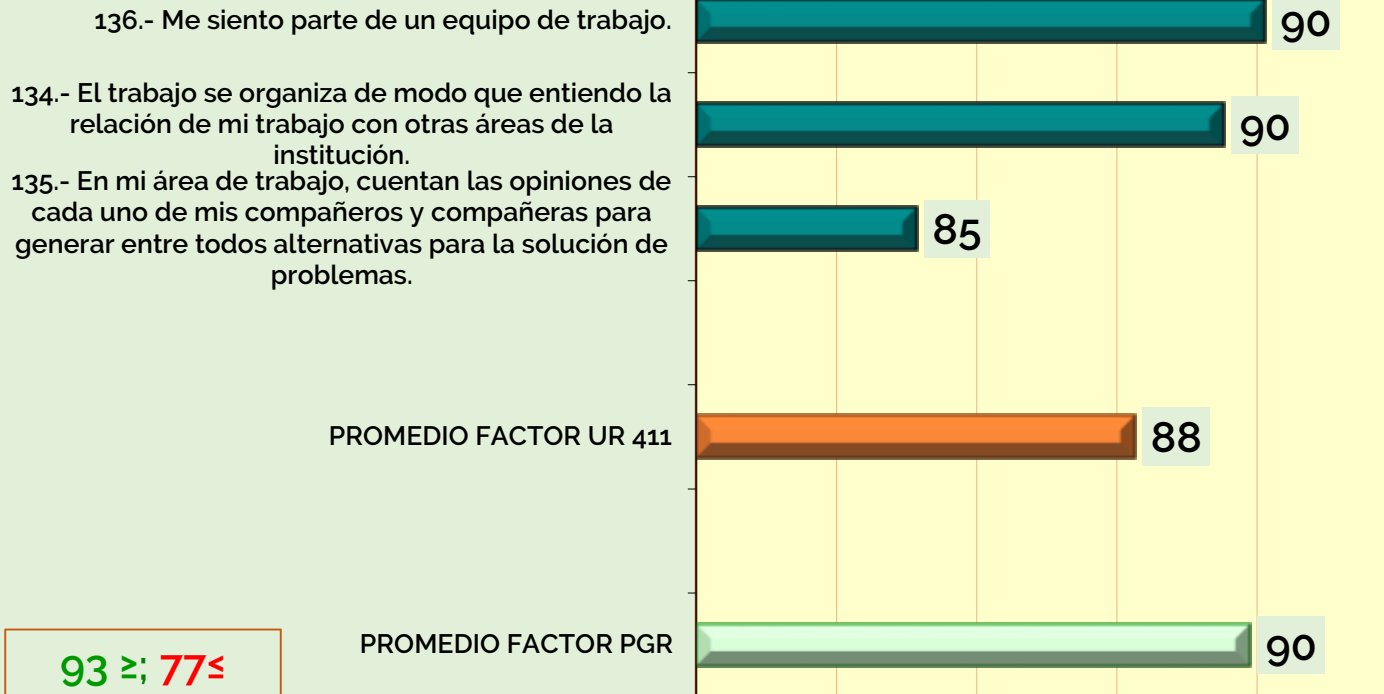 136.- Me siento parte de un equipo de trabajo.
90
134.- El trabajo se organiza de modo que entiendo la
relación de mi trabajo con otras áreas de la
institución.
90
135.- En mi área de trabajo, cuentan las opiniones de
cada uno de mis compañeros y compañeras para
generar entre todos alternativas para la solución de
problemas.
85
PROMEDIO FACTOR UR 411
88
PROMEDIO FACTOR PGR
90
93 ≥; 77≤